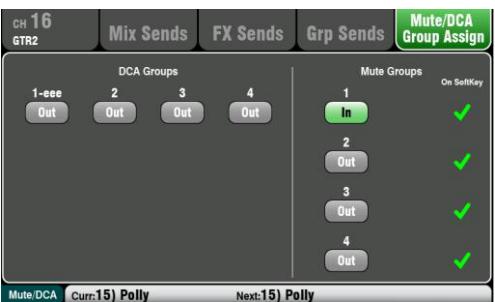 CH 16
GTR2
Mix Sends
FX Sends
Grp Sends
Mute/DCA
Group Assign
DCA Groups
1-eee 2 3 4
Out Out Out Out
Mute Groups
On SoftKey
1
In
2
Out
3
Out
4
Out
Mute/DCA Curr:15) Polly Next:15) Polly